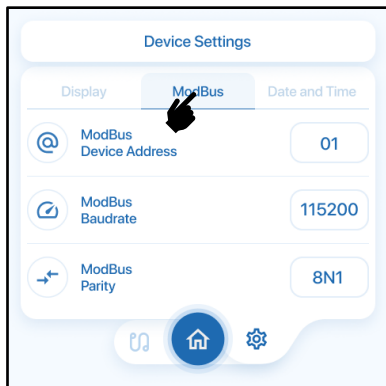 Device Settings
Display ModBus Date and Time
ModBus
Device Address
01
ModBus
Baudrate
115200
ModBus
Parity
8N1